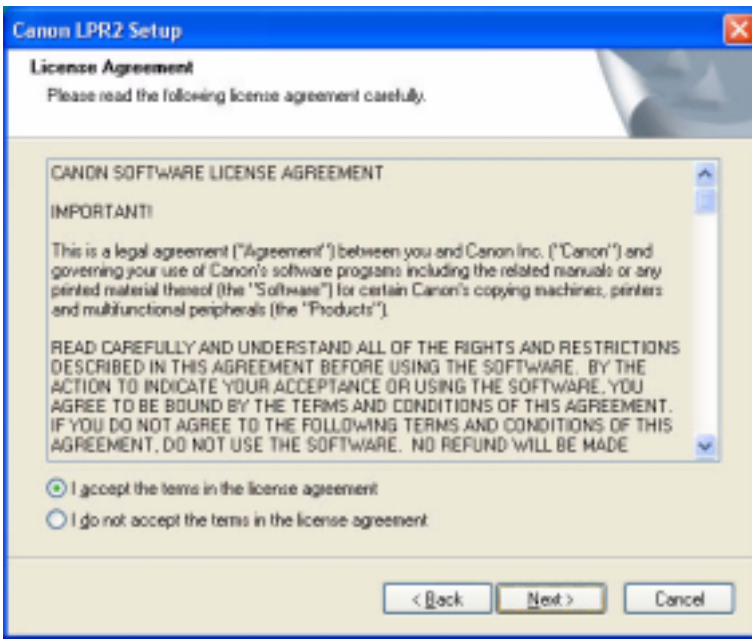 Canon LPR2 Setup
License Agreement
Please read the following license agreement carefully.
CANON SOFTWARE LICENSE AGREEMENT
IMPORTANT!
This is a legal agreement ("Agreement") between you and Canon Inc. ("Canon") and
governing your use of Canon's software programs including the related manuals or any
printed material thereof (the "Software") for certain Canon's copying machines, printers
and multifunctional peripherals (the "Products").
READ CAREFULLY AND UNDERSTAND ALL OF THE RIGHTS AND RESTRICTIONS
DESCRIBED IN THIS AGREEMENT BEFORE USING THE SOFTWARE. BY THE
ACTION TO INDICATE YOUR ACCEPTANCE OR USING THE SOFTWARE, YOU
AGREE TO BE BOUND BY THE TERMS AND CONDITIONS OF THIS AGREEMENT.
IF YOU DO NOT AGREE TO THE FOLLOWING TERMS AND CONDITIONS OF THIS
AGREEMENT, DO NOT USE THE SOFTWARE. NO REFUND WILL BE MADE
I accept the terms in the license agreement
I do not accept the terms in the license agreement
< Back Next > Cancel